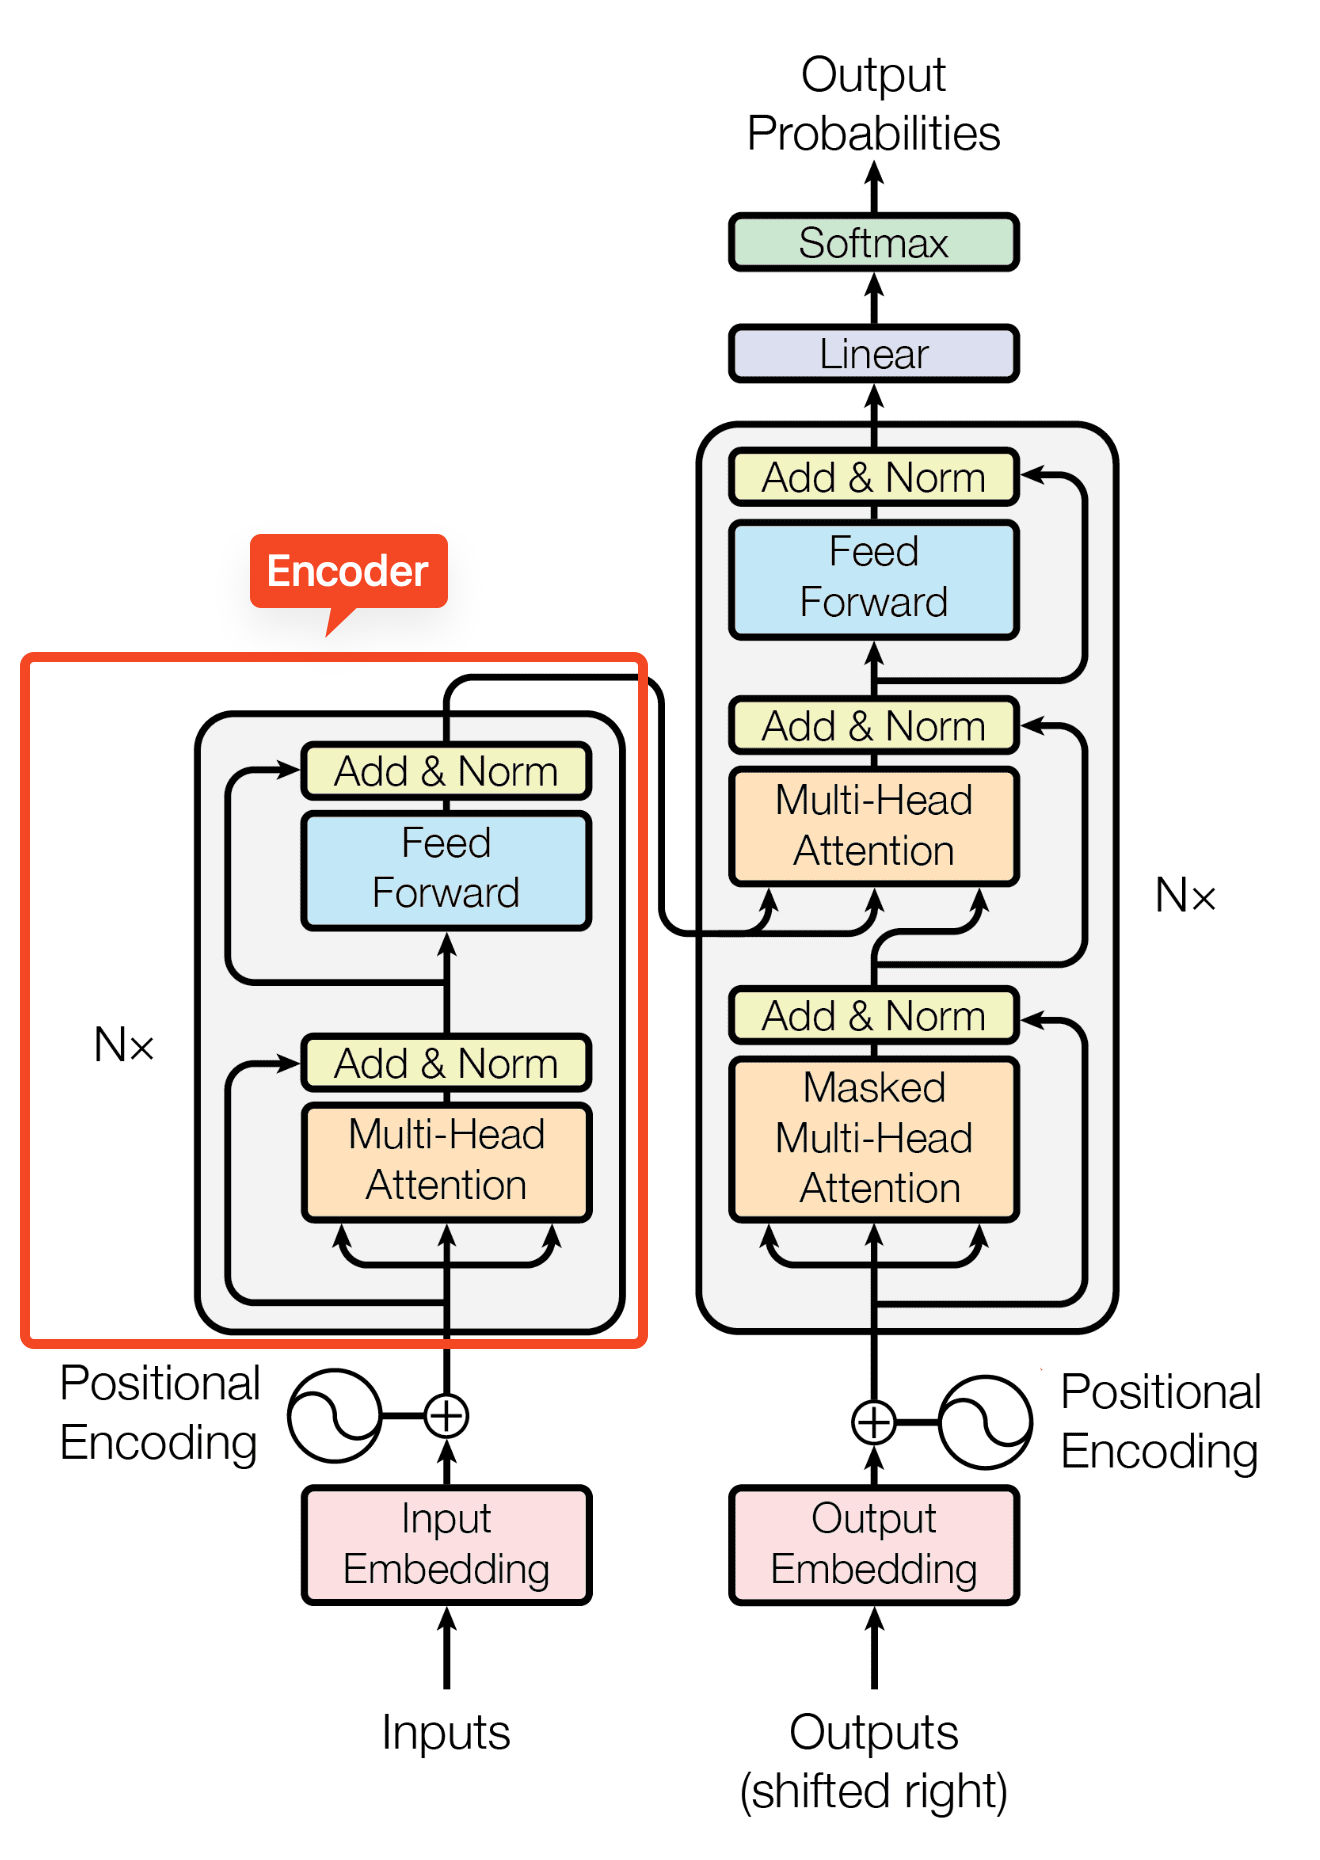 Output
Probabilities
Softmax
Linear
Add & Norm
Feed
Forward
Add & Norm
Multi-Head
Attention
N×
Add & Norm
Masked
Multi-Head
Attention
Encoder
Add & Norm
Feed
Forward
N×
Add & Norm
Multi-Head
Attention
Positional
Encoding
Input
Embedding
Inputs
Positional
Encoding
Output
Embedding
Outputs
(shifted right)